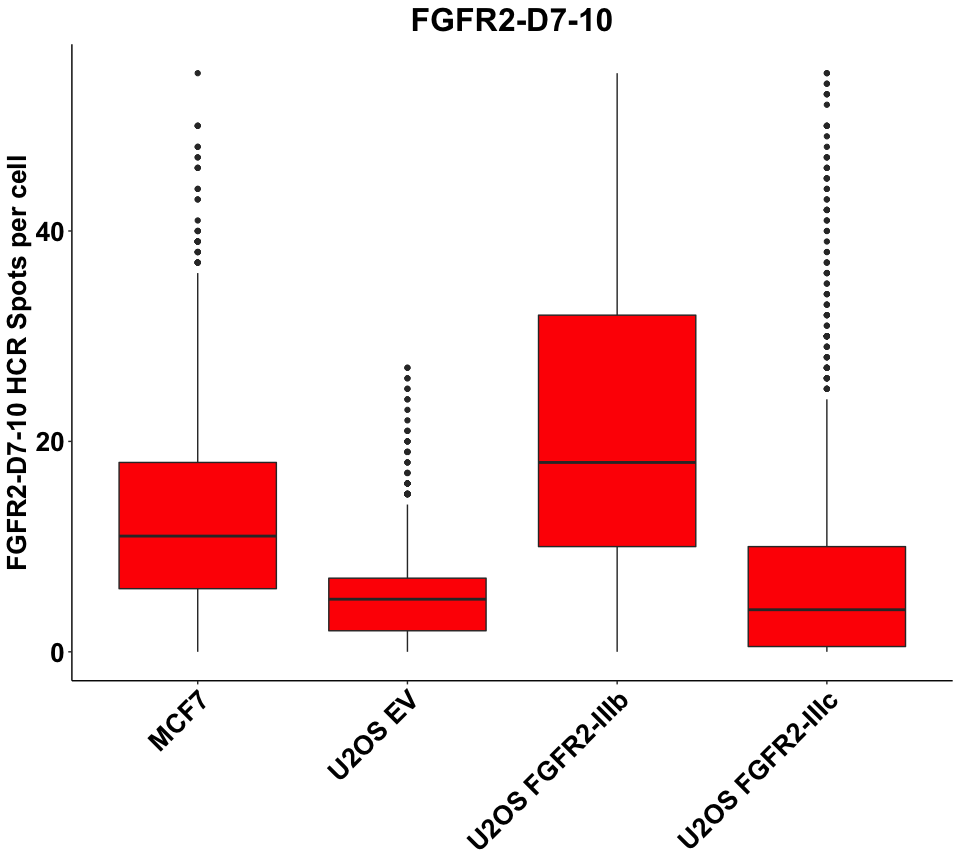 FGFR2-D7-10
FGFR2-D7-10 HCR Spots per cell
40
20
0
MCF7
U2OS EV
U2OS FGFR2-IIIb
U2OS FGFR2-IIIc